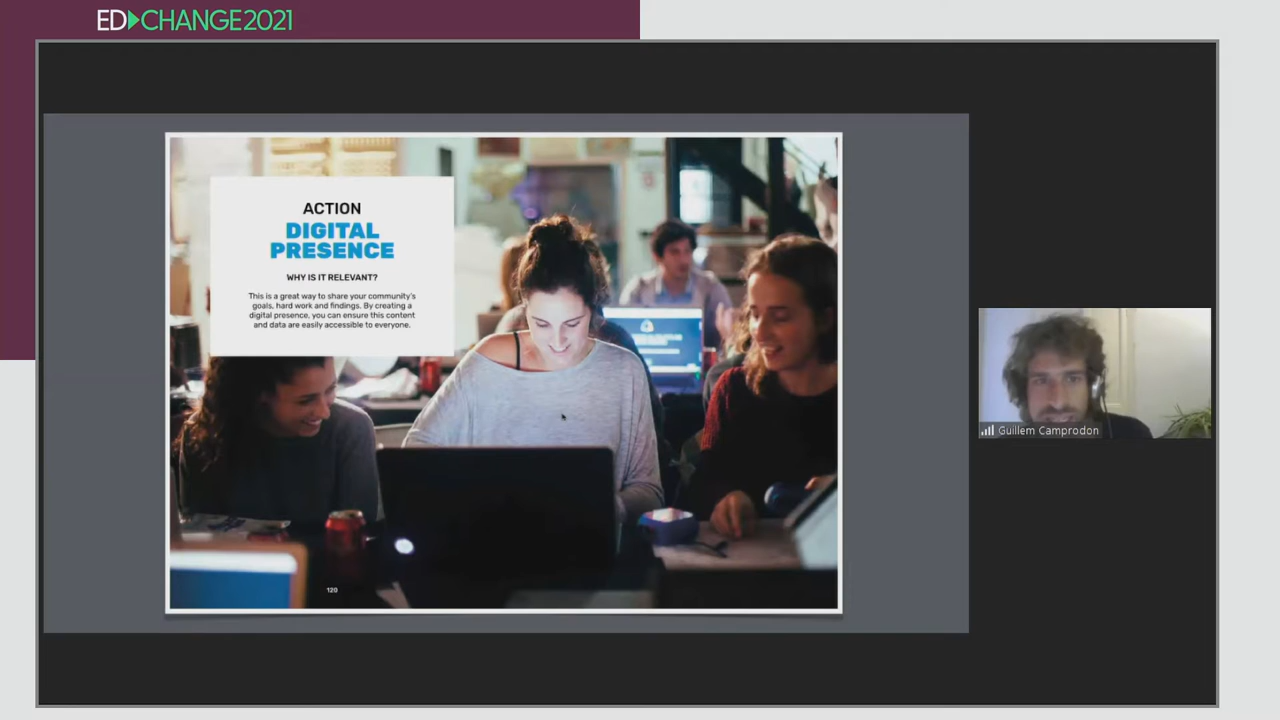 ED CHANGE2021
ACTION
DIGITAL
PRESENCE
WHY IS IT RELEVANT?
This is a great way to share your community's
goals, hard work and findings. By creating a
digital presence, you can ensure this content
and data are easily accessible to everyone.
120
Guillem Camprodon